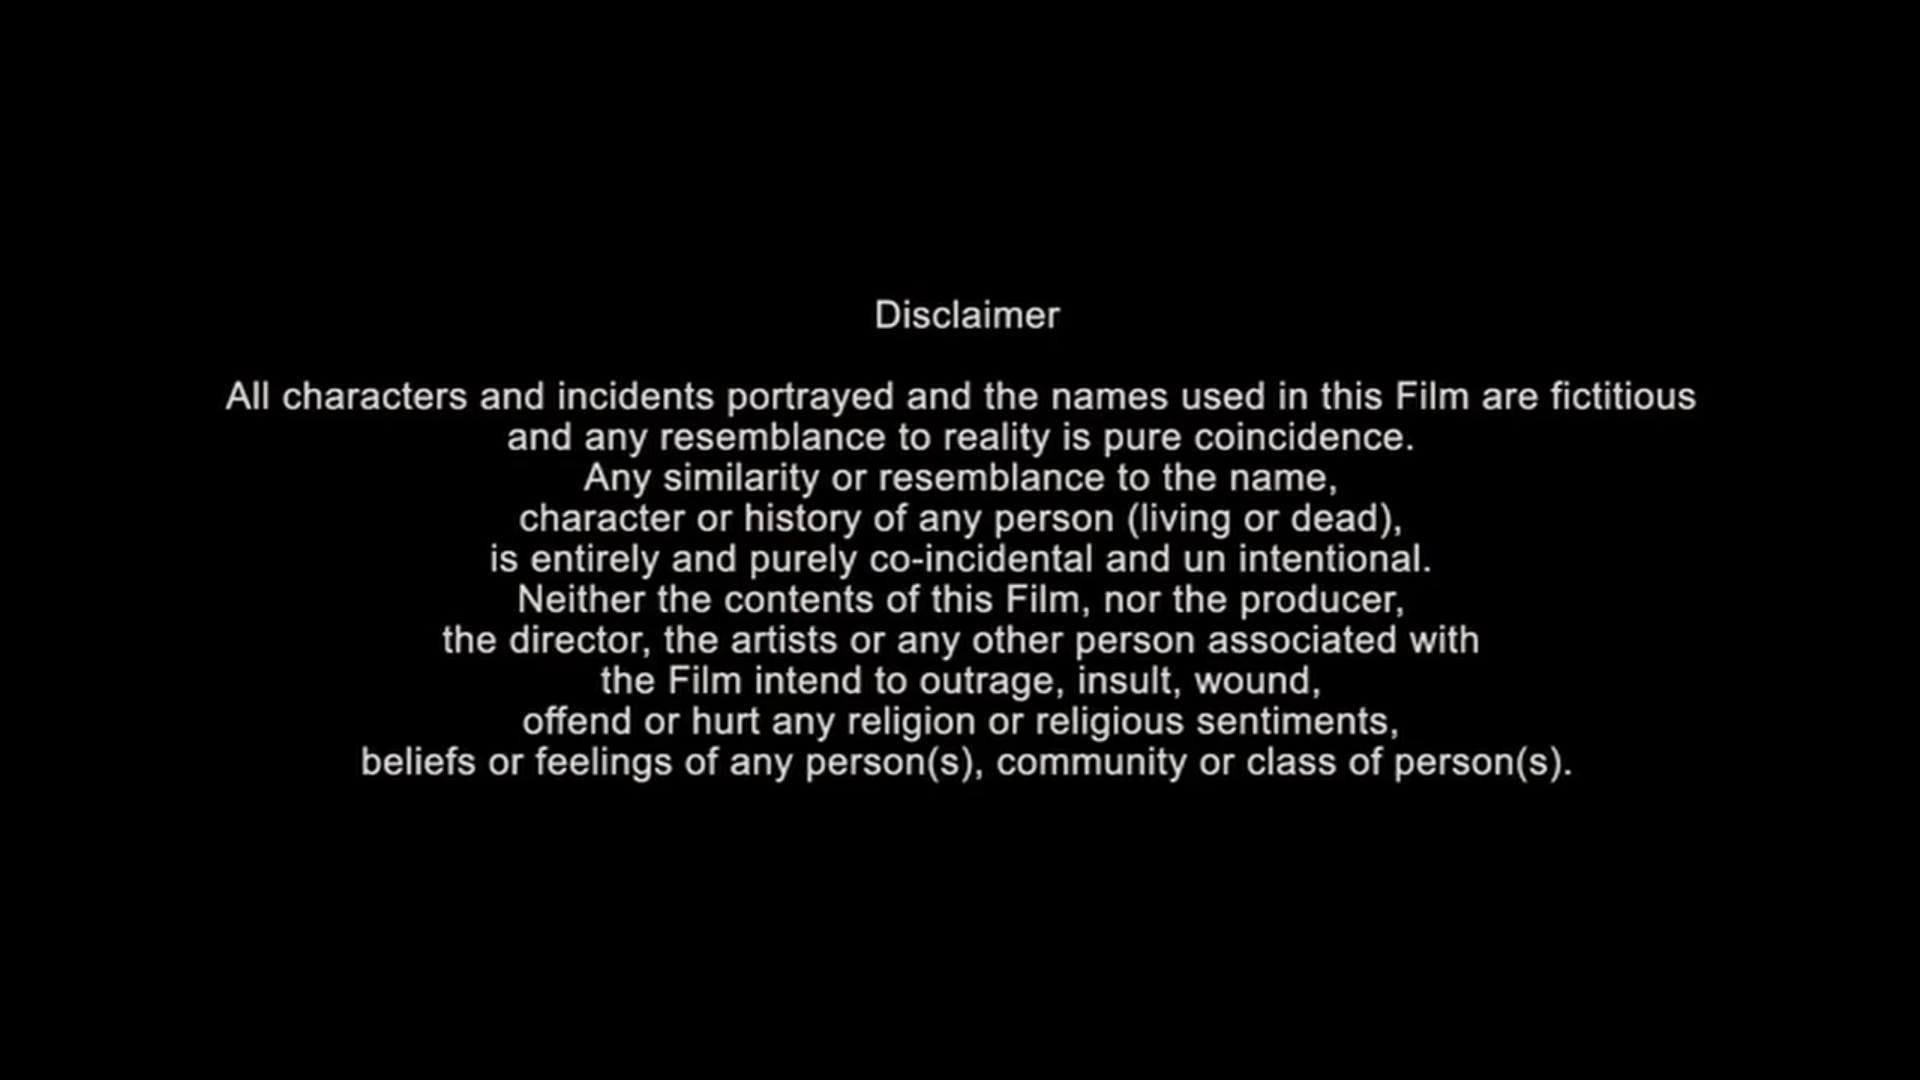 Disclaimer
All characters and incidents portrayed and the names used in this Film are fictitious
and any resemblance to reality is pure coincidence.
Any similarity or resemblance to the name,
character or history of any person (living or dead),
is entirely and purely co-incidental and un intentional.
Neither the contents of this Film, nor the producer,
the director, the artists or any other person associated with
the Film intend to outrage, insult, wound,
offend or hurt any religion or religious sentiments,
beliefs or feelings of any person(s), community or class of person(s).